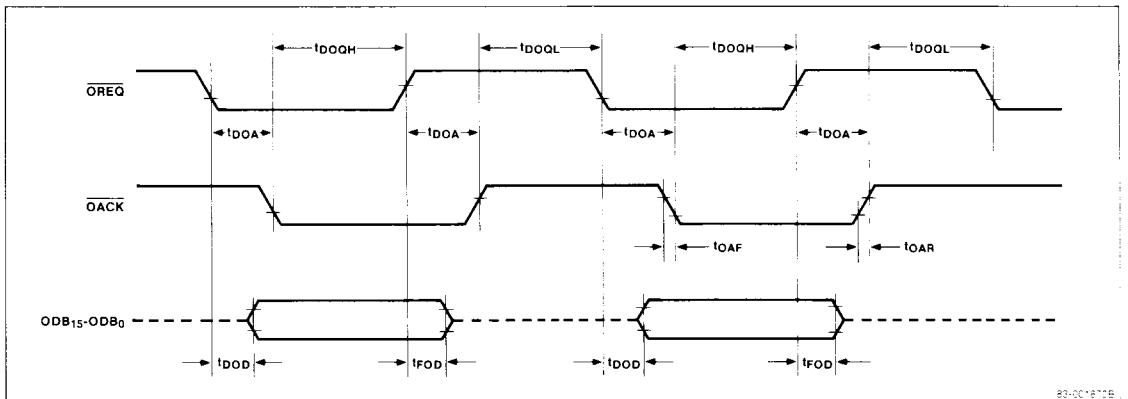 tDOQH tDOQL tDOQH tDOQL
OREQ
tDOA tDOA tDOA tDOA
OACK
tOAF tOAR
ODB15-ODB0
tDOD tFOD tDOD tFOD